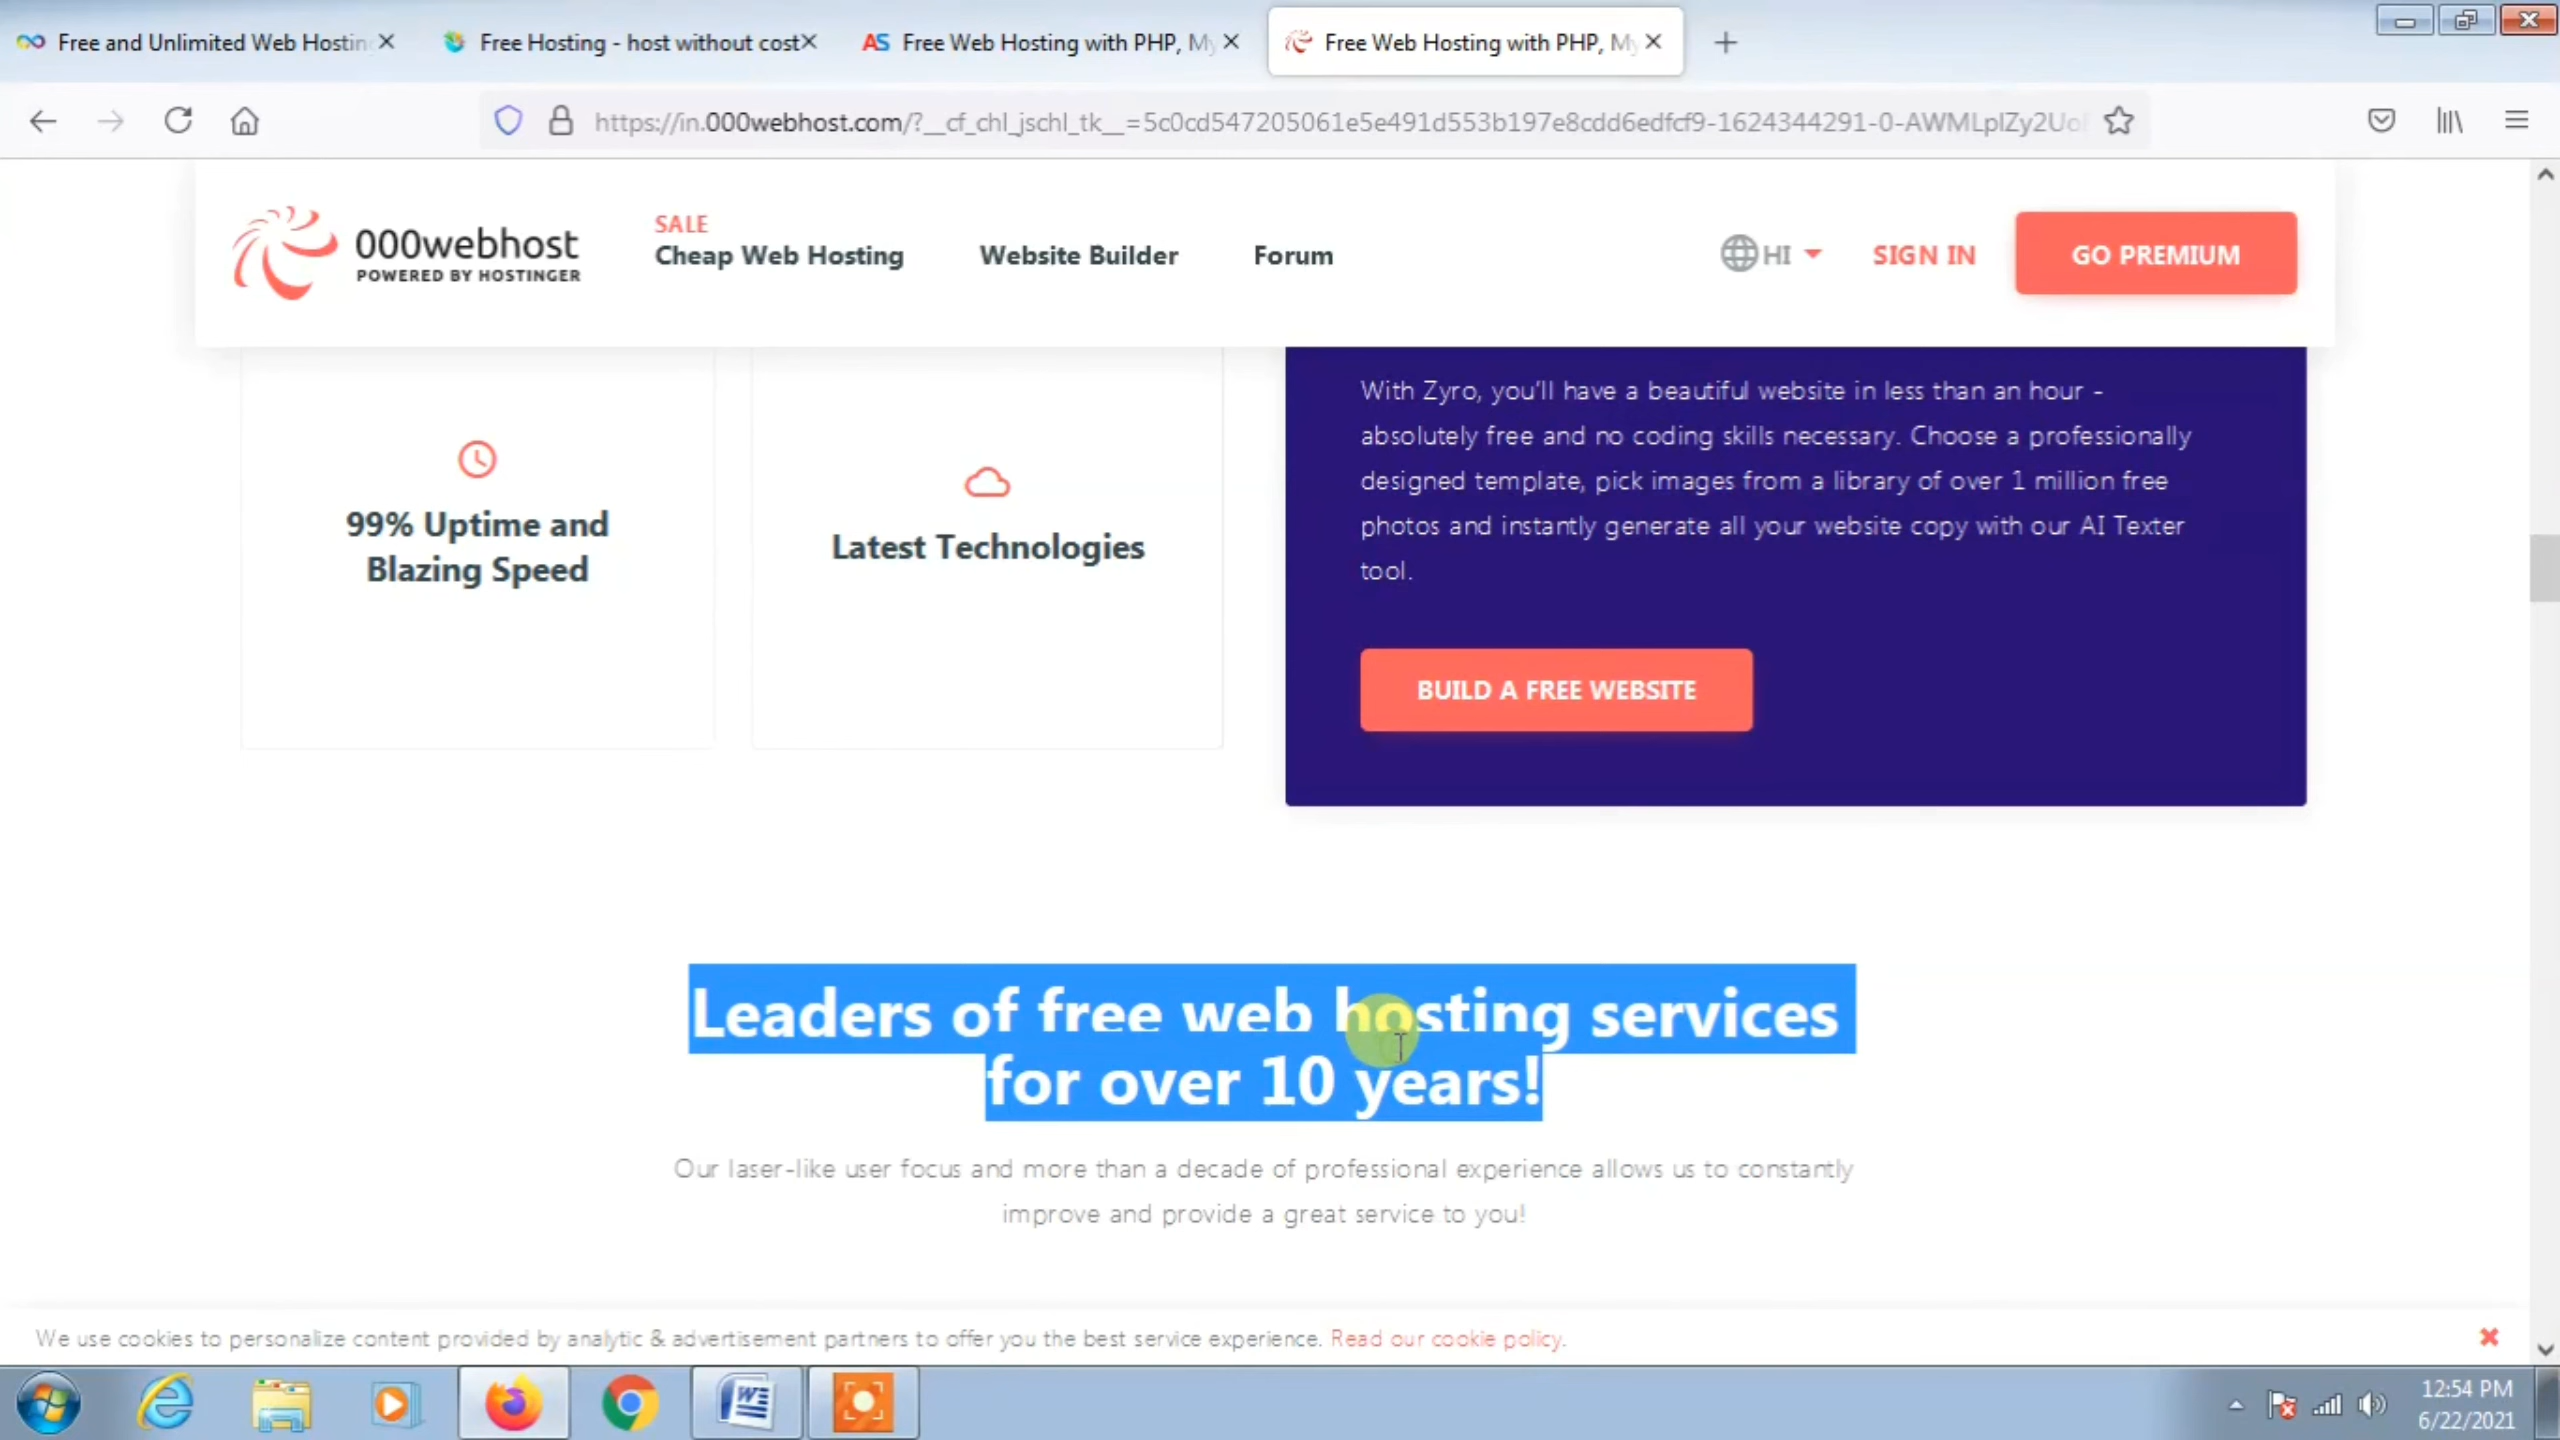 Free and Unlimited Web Hostin
Free Hosting - host without cost
AS Free Web Hosting with PHP, My
Free Web Hosting with PHP, My
https://in.000webhost.com/?__cf_chl_jschl_tk__=5c0cd547205061e5e491d553b197e8cdd6edfcf9-1624344291-0-AWMLpIZy2Uo
000webhost
POWERED BY HOSTINGER
SALE
Cheap Web Hosting
Website Builder
Forum
HI
SIGN IN
GO PREMIUM
99% Uptime and
Blazing Speed
Latest Technologies
With Zyro, you'll have a beautiful website in less than an hour -
absolutely free and no coding skills necessary. Choose a professionally
designed template, pick images from a library of over 1 million free
photos and instantly generate all your website copy with our AI Texter
tool.
BUILD A FREE WEBSITE
Leaders of free web hosting services
for over 10 years!
Our laser-like user focus and more than a decade of professional experience allows us to constantly
improve and provide a great service to you!
We use cookies to personalize content provided by analytic & advertisement partners to offer you the best service experience. Read our cookie policy.
12:54 PM
6/22/2021